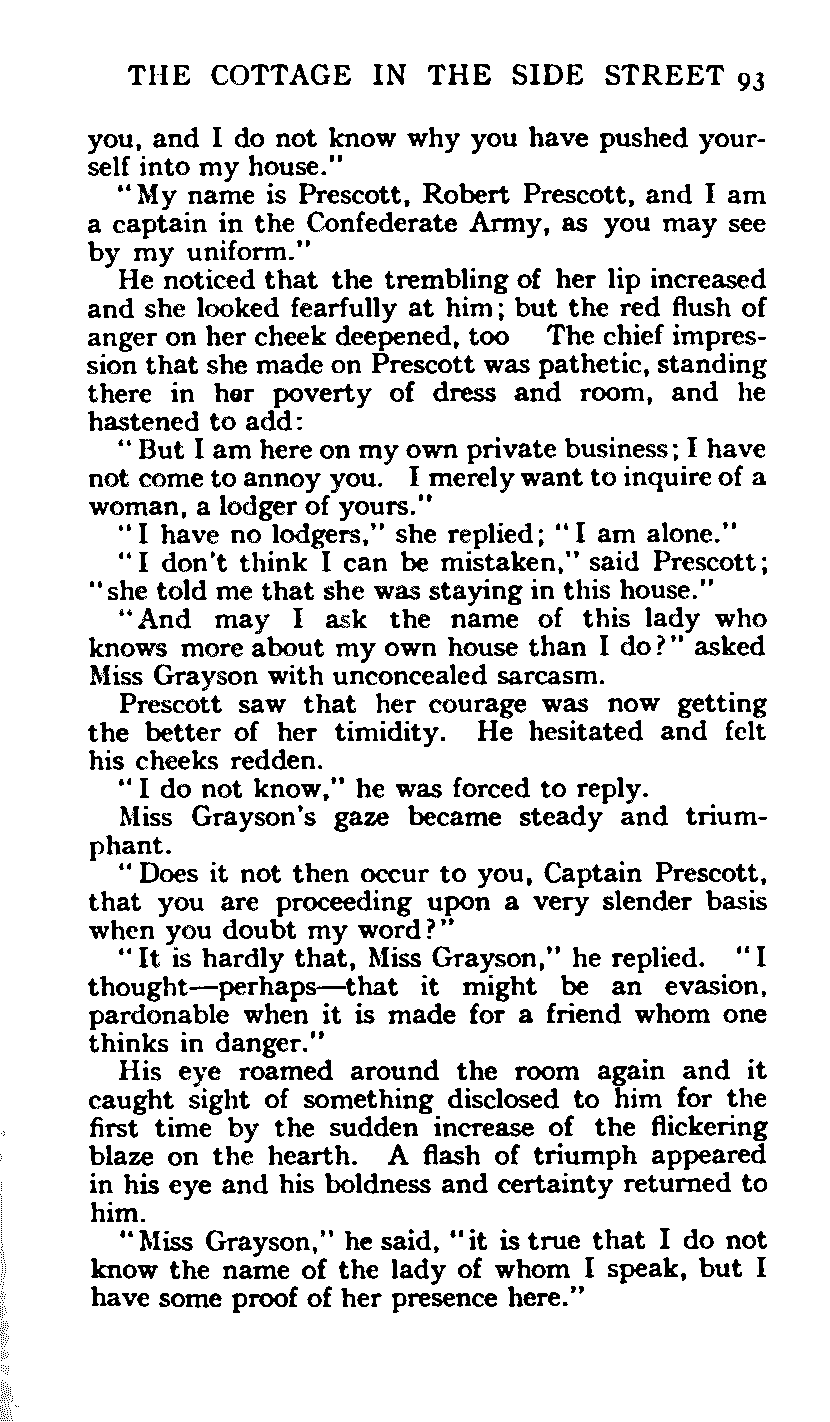 THE COTTAGE IN THE SIDE STREET 93
you, and I do not know why you have pushed your-
self into my house."
"My name is Prescott, Robert Prescott, and I am
a captain in the Confederate Army, as you may see
by my uniform."
He noticed that the trembling of her lip increased
and she looked fearfully at him; but the red flush of
anger on her cheek deepened, too The chief impres-
sion that she made on Prescott was pathetic, standing
there in her poverty of dress and room, and he
hastened to add:
"But I am here on my own private business; I have
not come to annoy you. I merely want to inquire of a
woman, a lodger of yours."
"I have no lodgers," she replied; "I am alone."
"I don't think I can be mistaken," said Prescott;
"she told me that she was staying in this house."
"And may I ask the name of this lady who
knows more about my own house than I do?" asked
Miss Grayson with unconcealed sarcasm.
Prescott saw that her courage was now getting
the better of her timidity. He hesitated and felt
his cheeks redden.
"I do not know," he was forced to reply.
Miss Grayson's gaze became steady and trium-
phant.
"Does it not then occur to you, Captain Prescott,
that you are proceeding upon a very slender basis
when you doubt my word?"
"It is hardly that, Miss Grayson," he replied. "I
thought—perhaps—that it might be an evasion,
pardonable when it is made for a friend whom one
thinks in danger."
His eye roamed around the room again and it
caught sight of something disclosed to him for the
first time by the sudden increase of the flickering
blaze on the hearth. A flash of triumph appeared
in his eye and his boldness and certainty returned to
him.
"Miss Grayson," he said, "it is true that I do not
know the name of the lady of whom I speak, but I
have some proof of her presence here."